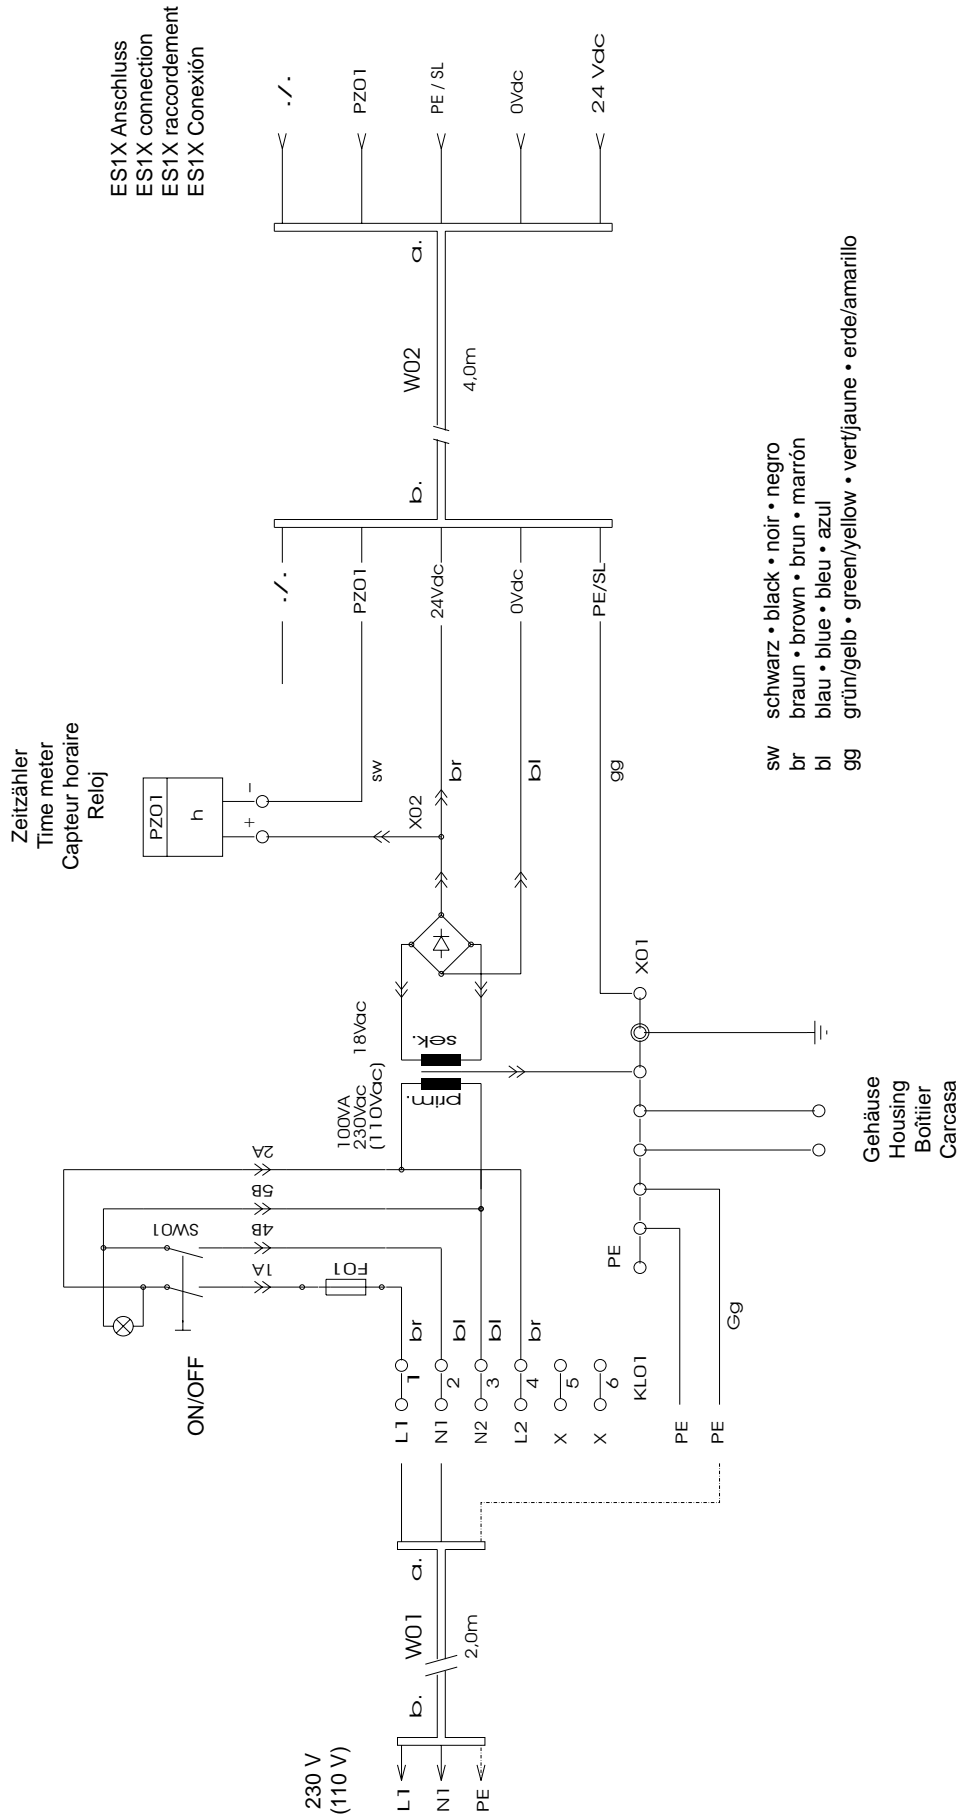 ES1X Anschluss
ES1X connection
ES1X raccordement
ES1X Conexión
./.
PZ01
PE / SL
0Vdc
24 Vdc
a.
W02
4,0m
b.
./.
PZ01
24Vdc
0Vdc
PE/SL
sw schwarz • black • noir • negro
br braun • brown • brun • marrón
bl blau • blue • bleu • azul
gg grün/gelb • green/yellow • vert/jaune • erde/amarillo
Zeitzähler
Time meter
Capteur horaire
Reloj
PZ01
h
+
-
sw
X02
br
bl
gg
X01
18Vac
sek.
100VA
230Vac
(110Vac)
prim.
Gehäuse
Housing
Boîtiier
Carcasa
2A
5B
4B
1A
SW01
F01
ON/OFF
PE
br
bl
bl
br
1
2
3
4
5
6
KL01
L1
N1
N2
L2
X
X
PE
PE
Gg
a.
W01
2,0m
b.
230 V
(110 V)
L1
N1
PE